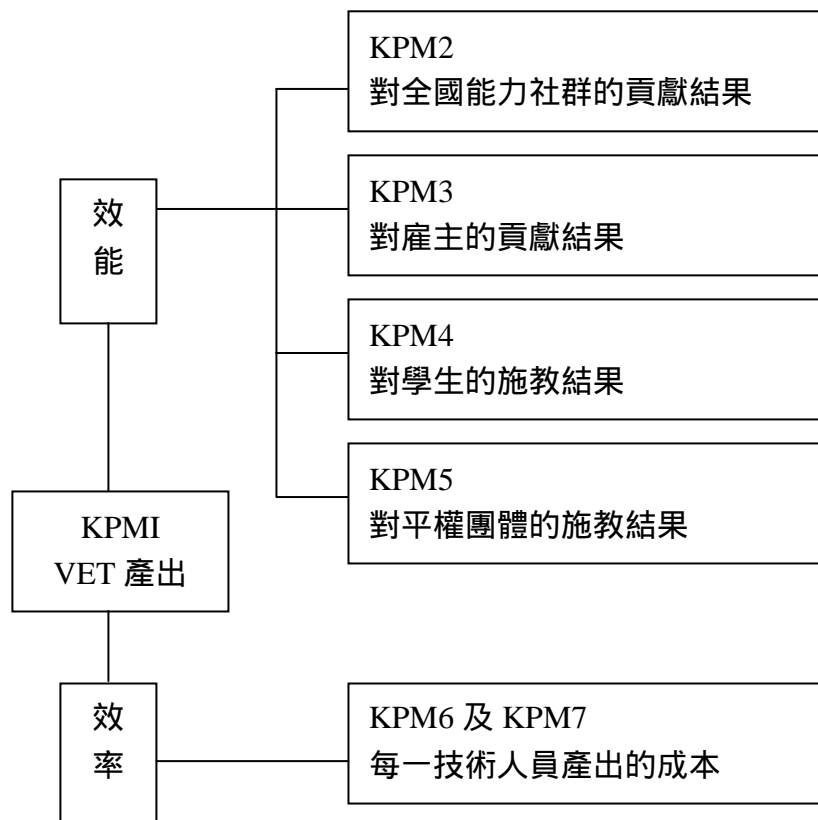 KPM2
對全國能力社群的貢獻結果
KPM3
對雇主的貢獻結果
效
能
KPM4
對學生的施教結果
KPM5
對平權團體的施教結果
KPMI
VET 產出
效
率
KPM6 及 KPM7
每一技術人員產出的成本